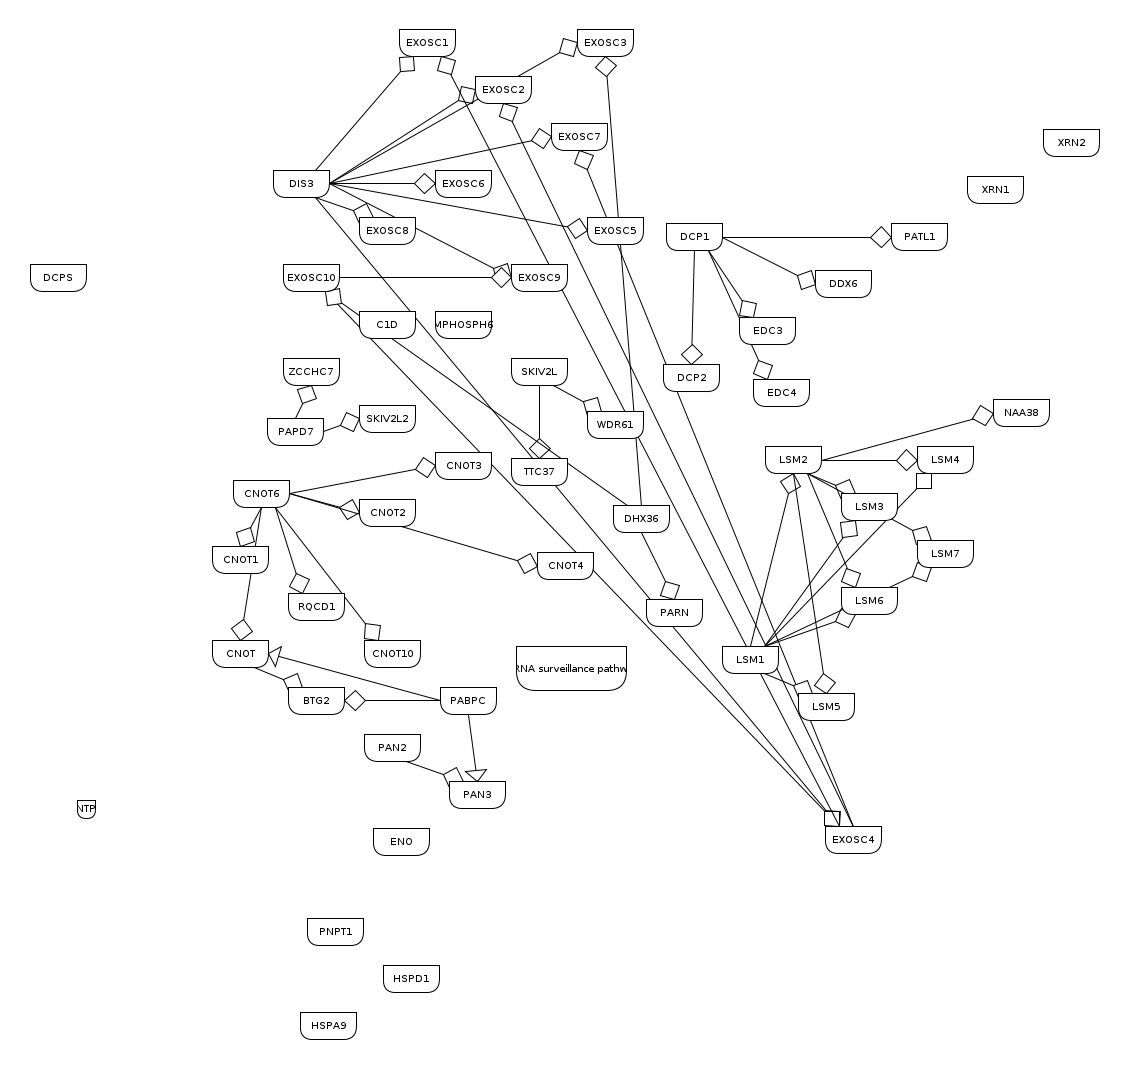 EXOSC1
EXOSC3
EXOSC2
EXOSC7
XRN2
DIS3
EXOSC6
XRN1
EXOSC8
EXOSC5
DCP1
PATL1
DCPS
EXOSC10
EXOSC9
DDX6
C1D
MPHOSPH6
EDC3
ZCCHC7
SKIV2L
DCP2
EDC4
PAPD7
SKIV2L2
WDR61
NAA38
CNOT3
TTC37
LSM2
LSM4
CNOT6
CNOT2
DHX36
LSM3
CNOT1
CNOT4
LSM7
RQCD1
PARN
LSM6
CNOT
CNOT10
RNA surveillance pathw
LSM1
BTG2
PABPC
LSM5
PAN2
PAN3
NTP
ENO
EXOSC4
PNPT1
HSPD1
HSPA9